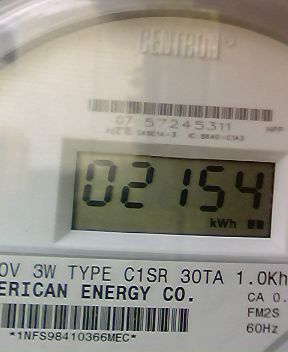 CENTRON
07 57245311
HPP
02154
kWh
0V 3W TYPE C1SR 30TA 1.0Kh
ERICAN ENERGY CO.
CA 0.
FM2S
60Hz
*1NFS98410366MEC*